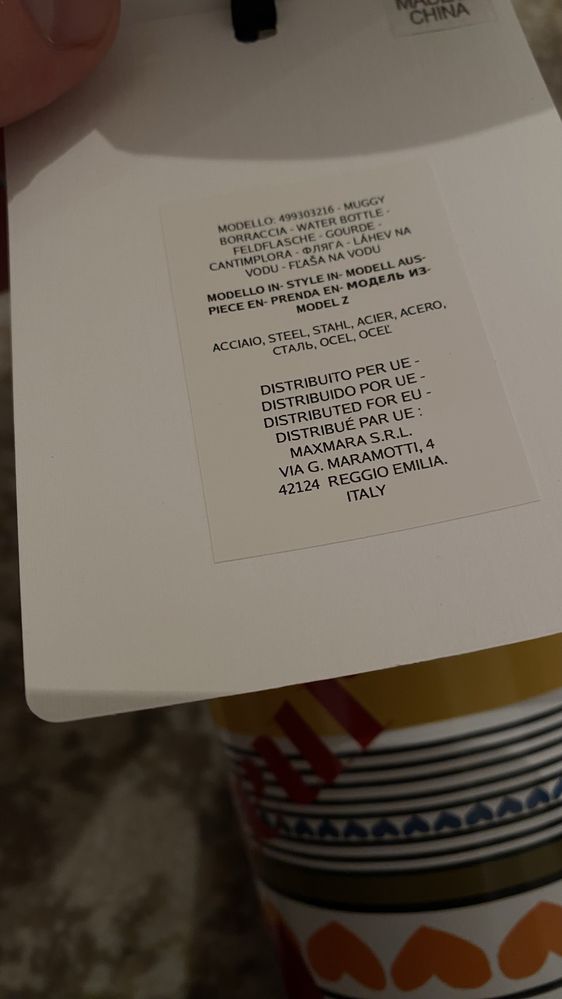 CHINA
MODELLO: 499303216 - MUGGY
BORRACCIA - WATER BOTTLE -
FELDFLASCHE - GOURDE -
CANTIMPLORA - ФЛЯГА - LÁHEV NA
VODU - FĽAŠA NA VODU
MODELLO IN- STYLE IN- MODELL AUS-
PIECE EN- PRENDA EN- МОДЕЛЬ ИЗ-
MODEL Z
ACCIAIO, STEEL, STAHL, ACIER, ACERO,
СТАЛЬ, OCEL, OCEĽ
DISTRIBUITO PER UE -
DISTRIBUIDO POR UE -
DISTRIBUTED FOR EU -
DISTRIBUÉ PAR UE :
MAXMARA S.R.L.
VIA G. MARAMOTTI, 4
42124 REGGIO EMILIA.
ITALY